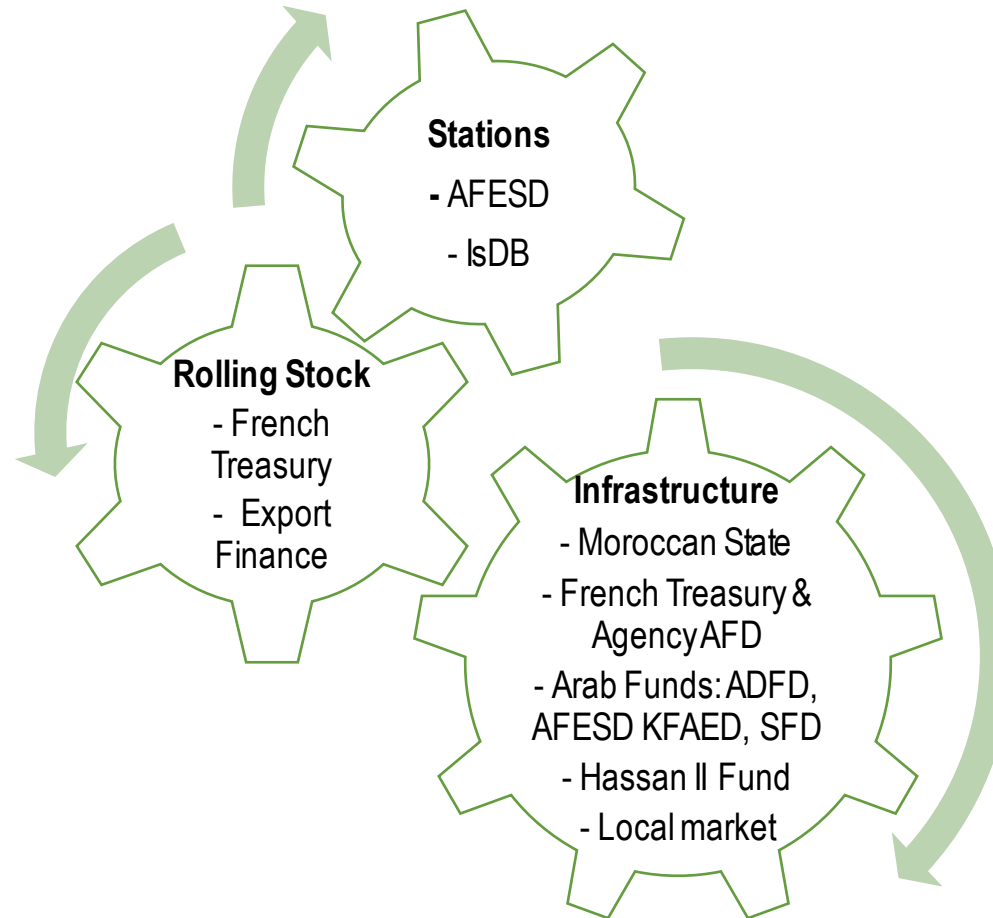 Stations
- AFESD
- IsDB
Rolling Stock
- French
Treasury
- Export
Finance
Infrastructure
- Moroccan State
- French Treasury &
Agency AFD
- Arab Funds: ADFD,
AFESD KFAED, SFD
- Hassan II Fund
- Local market